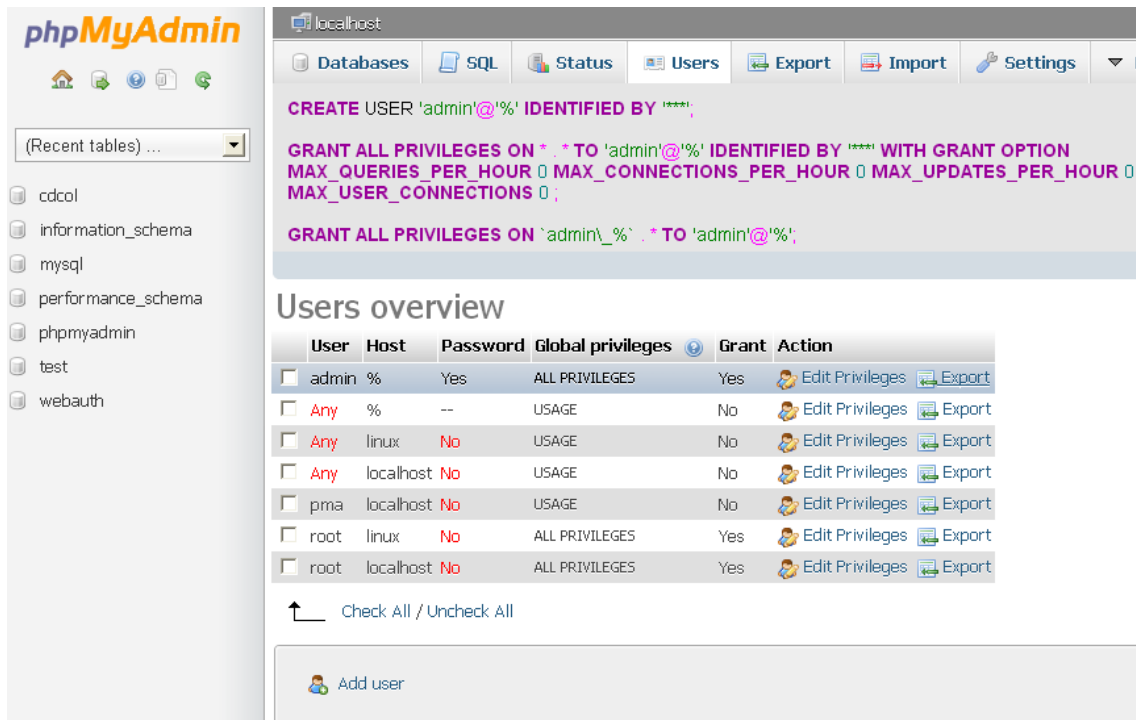 phpMyAdmin
(Recent tables) ...
cdcol
information_schema
mysql
performance_schema
phpmyadmin
test
webauth
localhost
Databases SQL Status Users Export Import Settings
CREATE USER 'admin'@'%' IDENTIFIED BY '***';
GRANT ALL PRIVILEGES ON * . * TO 'admin'@'%' IDENTIFIED BY '***' WITH GRANT OPTION
MAX_QUERIES_PER_HOUR 0 MAX_CONNECTIONS_PER_HOUR 0 MAX_UPDATES_PER_HOUR 0
MAX_USER_CONNECTIONS 0 ;
GRANT ALL PRIVILEGES ON `admin\_%` . * TO 'admin'@'%';
Users overview
User Host Password Global privileges Grant Action
admin % Yes ALL PRIVILEGES Yes Edit Privileges Export
Any % -- USAGE No Edit Privileges Export
Any linux No USAGE No Edit Privileges Export
Any localhost No USAGE No Edit Privileges Export
pma localhost No USAGE No Edit Privileges Export
root linux No ALL PRIVILEGES Yes Edit Privileges Export
root localhost No ALL PRIVILEGES Yes Edit Privileges Export
Check All / Uncheck All
Add user